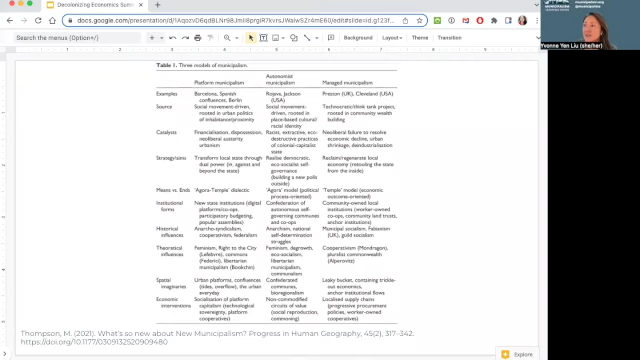 Decolonizing Economics Summ
docs.google.com/presentation/d/
Yvonne Yen Liu (she/her)
Search the menus (Option+/)
Background
Layout
Theme
Transition
Table 1. Three models of municipalism.
Platform municipalism
Autonomist municipalism
Managed municipalism
Examples
Barcelona, Spanish confluences, Berlin
Rojava, Jackson (USA)
Preston (UK), Cleveland (USA)
Source
Social movement-driven, rooted in urban politics of inhabitance/proximity
Social movement-driven, rooted in place-based cultural/racial identity
Technocratic/think tank project, rooted in community wealth building
Catalysts
Financialisation, dispossession, neoliberal austerity urbanism
Racist, extractive, eco-destructive practices of colonial-capitalist state
Neoliberal failure to resolve economic decline, urban shrinkage, deindustrialisation
Strategy/aims
Transform local state through dual power (in, against and beyond the state)
Realise democratic, eco-socialist self-governance (building a new polis outside)
Reclaim/regenerate local economy (retooling the state from the inside)
Means vs. Ends
'Agora-Temple' dialectic
'Agora' model (political process-oriented)
'Temple' model (economic outcome-oriented)
Institutional forms
New state institutions (digital platforms/co-ops, participatory budgeting, popular assemblies)
Confederation of autonomous self-governing communes and co-ops
Community-owned local institutions (worker-owned co-ops, community land trusts, anchor institutions)
Historical influences
Anarcho-syndicalism, cooperativism, federalism
Anarchism, national self-determination struggles
Municipal socialism, Fabianism (UK), guild socialism
Theoretical influences
Feminism, Right to the City (Lefebvre), commons (Federici), libertarian municipalism (Bookchin)
Feminism, degrowth, eco-socialism, libertarian municipalism, communalism
Cooperativism (Mondragon), pluralist commonwealth (Alperovitz)
Spatial imaginaries
Urban platforms, confluences (tides, overflow), the urban everyday
Confederated communes, bioregionalism
Leaky bucket, containing trickle-out economics, anchor institution flows
Economic interventions
Socialisation of platform capitalism (technological sovereignty, platform cooperatives)
Non-commodified circuits of value (social reproduction, commoning)
Localised supply chains (progressive procurement policies, worker-owned cooperatives)
Thompson, M. (2021). What's so new about New Municipalism? Progress in Human Geography, 45(2), 317–342.
https://doi.org/10.1177/0309132520909480
Explore